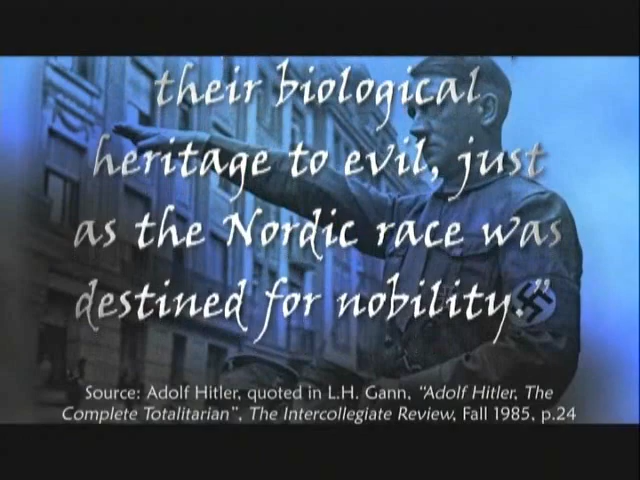 their biological
heritage to evil, just
as the Nordic race was
destined for nobility."
Source: Adolf Hitler, quoted in L.H. Gann, "Adolf Hitler, The
Complete Totalitarian", The Intercollegiate Review, Fall 1985, p.24